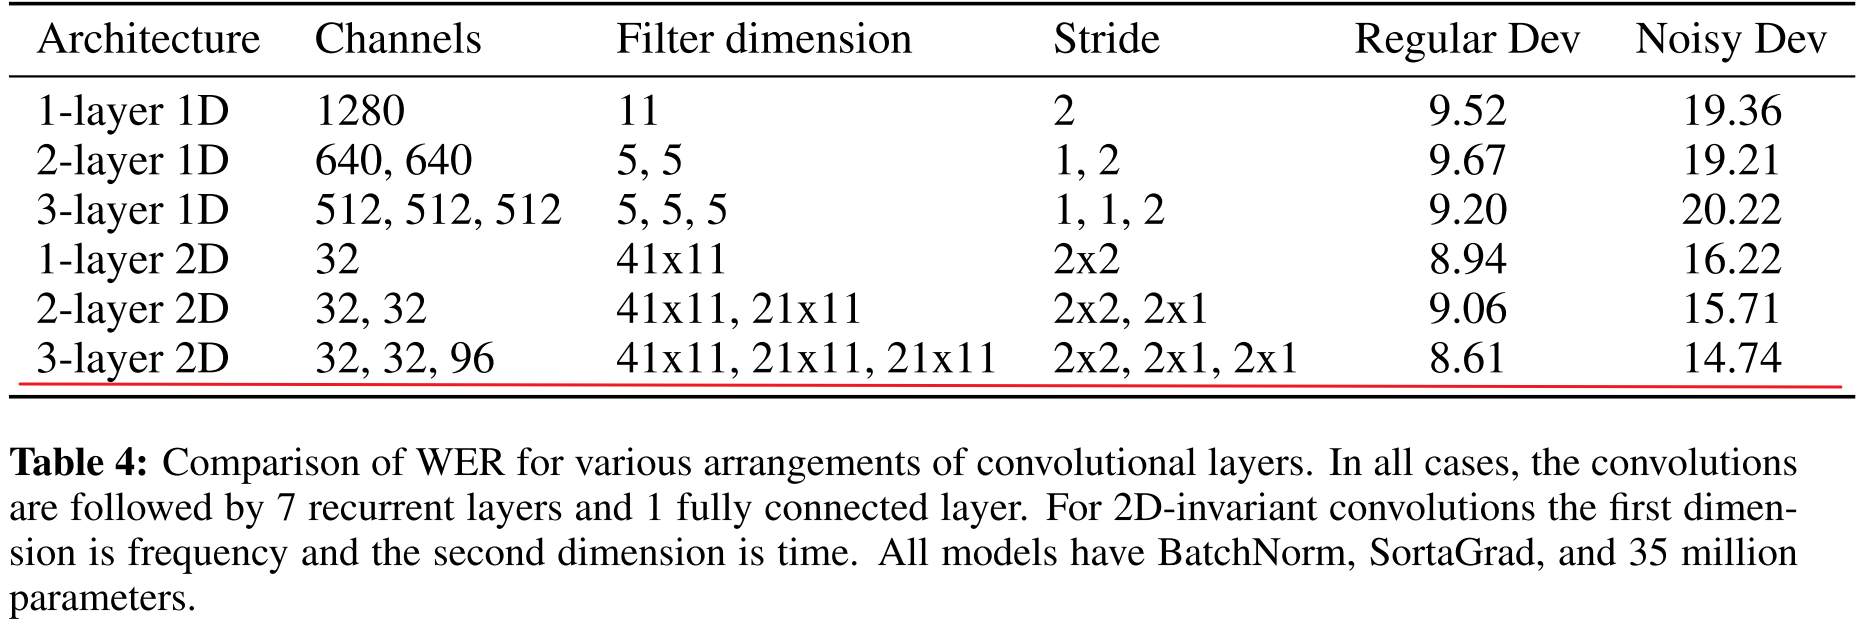 Architecture Channels Filter dimension Stride Regular Dev Noisy Dev
1-layer 1D 1280 11 2 9.52 19.36
2-layer 1D 640, 640 5, 5 1, 2 9.67 19.21
3-layer 1D 512, 512, 512 5, 5, 5 1, 1, 2 9.20 20.22
1-layer 2D 32 41x11 2x2 8.94 16.22
2-layer 2D 32, 32 41x11, 21x11 2x2, 2x1 9.06 15.71
3-layer 2D 32, 32, 96 41x11, 21x11, 21x11 2x2, 2x1, 2x1 8.61 14.74
Table 4: Comparison of WER for various arrangements of convolutional layers. In all cases, the convolutions
are followed by 7 recurrent layers and 1 fully connected layer. For 2D-invariant convolutions the first dimen-
sion is frequency and the second dimension is time. All models have BatchNorm, SortaGrad, and 35 million
parameters.